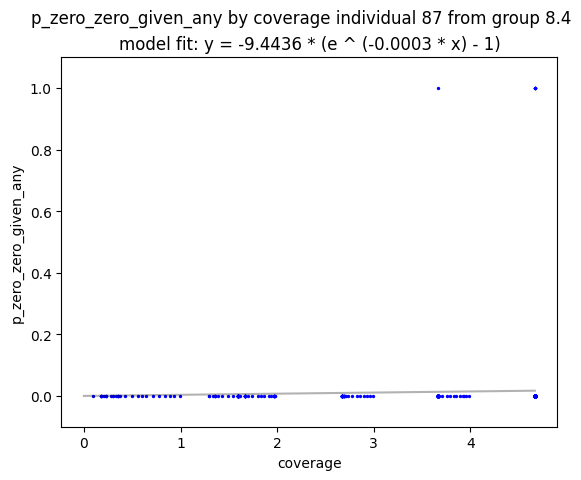 p_zero_zero_given_any by coverage individual 87 from group 8.4
model fit: y = -9.4436 * (e ^ (-0.0003 * x) - 1)
1.0
0.8
0.6
0.4
0.2
0.0
p_zero_zero_given_any
0 1 2 3 4
coverage